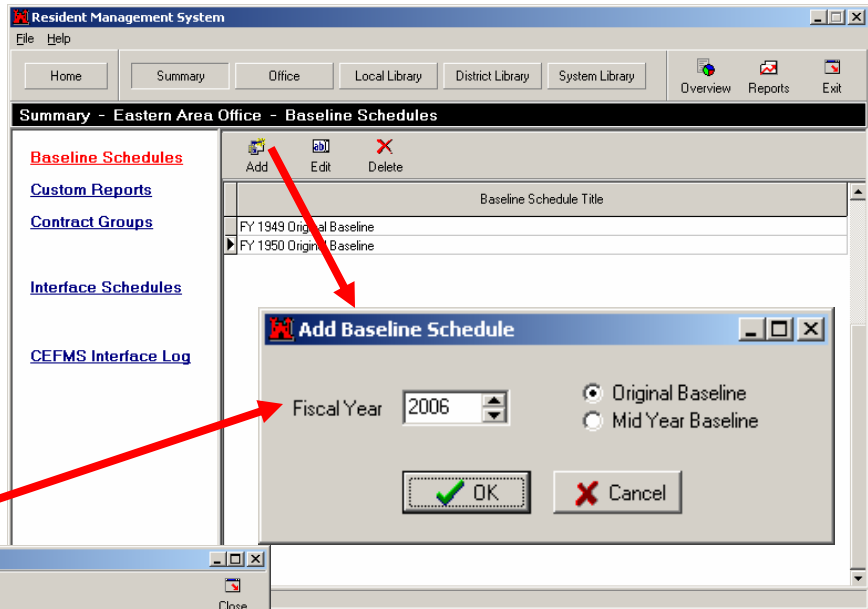 Resident Management System
File Help
Home Summary Office Local Library District Library System Library Overview Reports Exit
Summary - Eastern Area Office - Baseline Schedules
Baseline Schedules
Custom Reports
Contract Groups
Interface Schedules
CEFMS Interface Log
Add Edit Delete
Baseline Schedule Title
FY 1949 Original Baseline
FY 1950 Original Baseline
Add Baseline Schedule
Fiscal Year 2006
Original Baseline
Mid Year Baseline
OK Cancel
Close